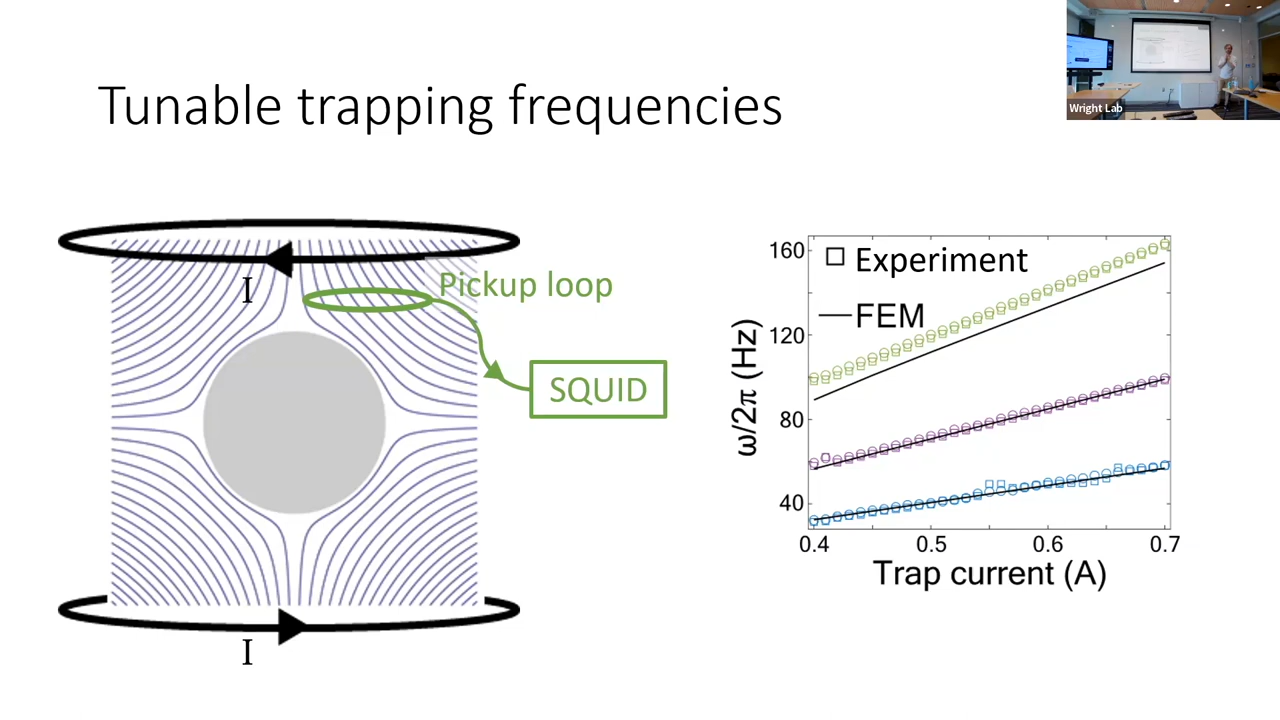 Wright Lab
Tunable trapping frequencies
I
Pickup loop
SQUID
I
Experiment
FEM
ω/2π (Hz)
160
120
80
40
0.4 0.5 0.6 0.7
Trap current (A)